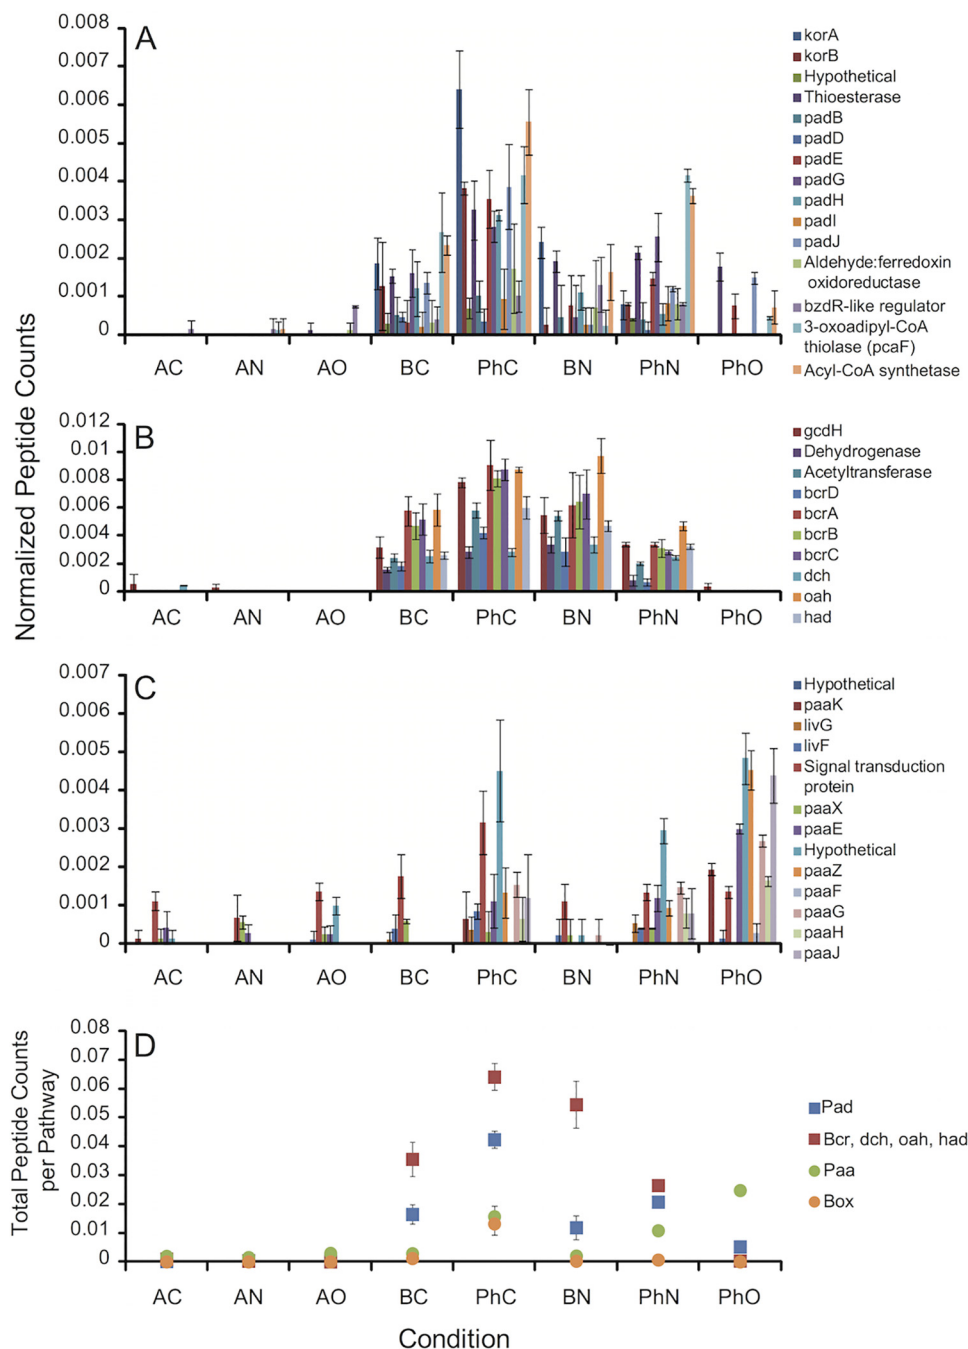 A
0.008
0.007
0.006
0.005
0.004
0.003
0.002
0.001
0
AC AN AO BC PhC BN PhN PhO
korA
korB
Hypothetical
Thioesterase
padB
padD
padE
padG
padH
padI
padJ
Aldehyde:ferredoxin
oxidoreductase
bzdR-like regulator
3-oxoadipyl-CoA
thiolase (pcaF)
Acyl-CoA synthetase
Normalized Peptide Counts
B
0.012
0.01
0.008
0.006
0.004
0.002
0
AC AN AO BC PhC BN PhN PhO
gcdH
Dehydrogenase
Acetyltransferase
bcrD
bcrA
bcrB
bcrC
dch
oah
had
C
0.007
0.006
0.005
0.004
0.003
0.002
0.001
0
AC AN AO BC PhC BN PhN PhO
Hypothetical
paaK
livG
livF
Signal transduction
protein
paaX
paaE
Hypothetical
paaZ
paaF
paaG
paaH
paaJ
D
Total Peptide Counts
per Pathway
0.08
0.07
0.06
0.05
0.04
0.03
0.02
0.01
0
AC AN AO BC PhC BN PhN PhO
Pad
Bcr, dch, oah, had
Paa
Box
Condition